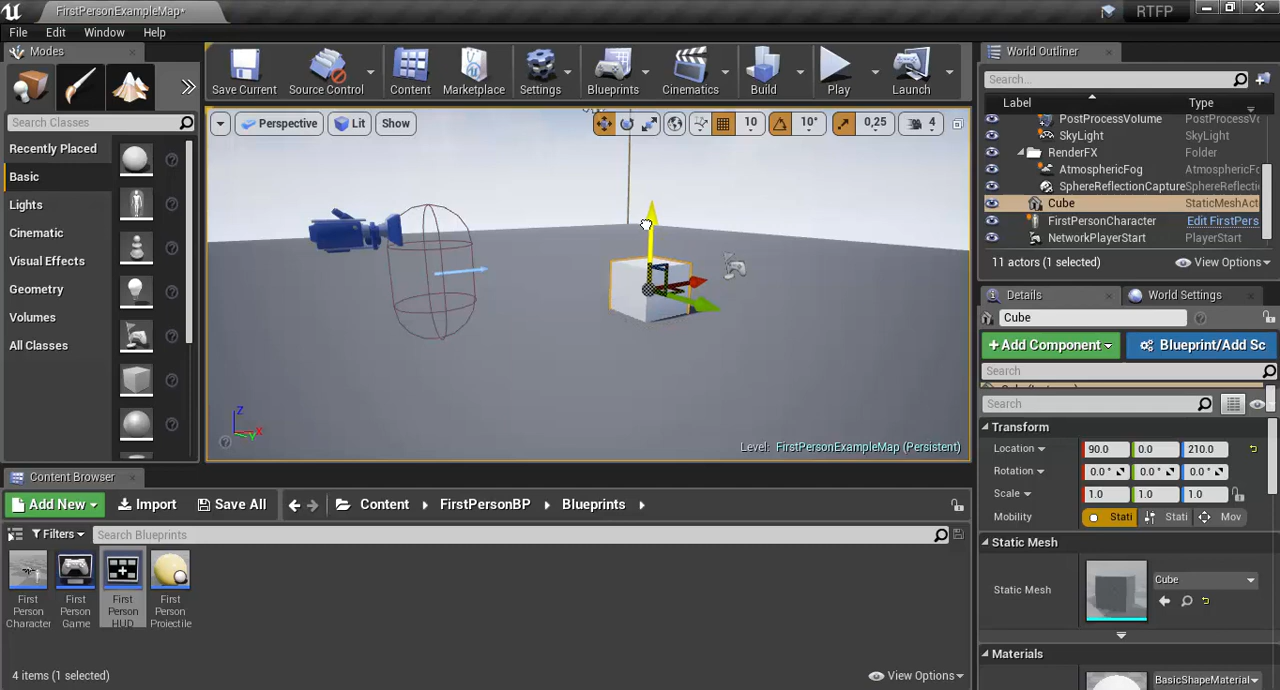 FirstPersonExampleMap*
RTFP
File Edit Window Help
Modes
Search Classes
Recently Placed
Basic
Lights
Cinematic
Visual Effects
Geometry
Volumes
All Classes
Save Current
Source Control
Content
Marketplace
Settings
Blueprints
Cinematics
Build
Play
Launch
Perspective
Lit
Show
10
10°
0,25
4
Z
X
Y
Level: FirstPersonExampleMap (Persistent)
World Outliner
Search...
Label Type
PostProcessVolume PostProcessVo
SkyLight SkyLight
RenderFX Folder
AtmosphericFog AtmosphericFo
SphereReflectionCapture SphereReflectio
Cube StaticMeshAct
FirstPersonCharacter Edit FirstPers
NetworkPlayerStart PlayerStart
11 actors (1 selected) View Options
Details World Settings
Cube
+Add Component Blueprint/Add Sc
Search
Search
Transform
Location 90.0 0.0 210.0
Rotation 0.0 ° 0.0 ° 0.0 °
Scale 1.0 1.0 1.0
Mobility Stati Stati Mov
Static Mesh
Static Mesh Cube
Materials
BasicShapeMaterial
Content Browser
Add New Import Save All Content FirstPersonBP Blueprints
Filters Search Blueprints
First Person Character
First Person Game
First Person HUD
First Person Projectile
4 items (1 selected) View Options